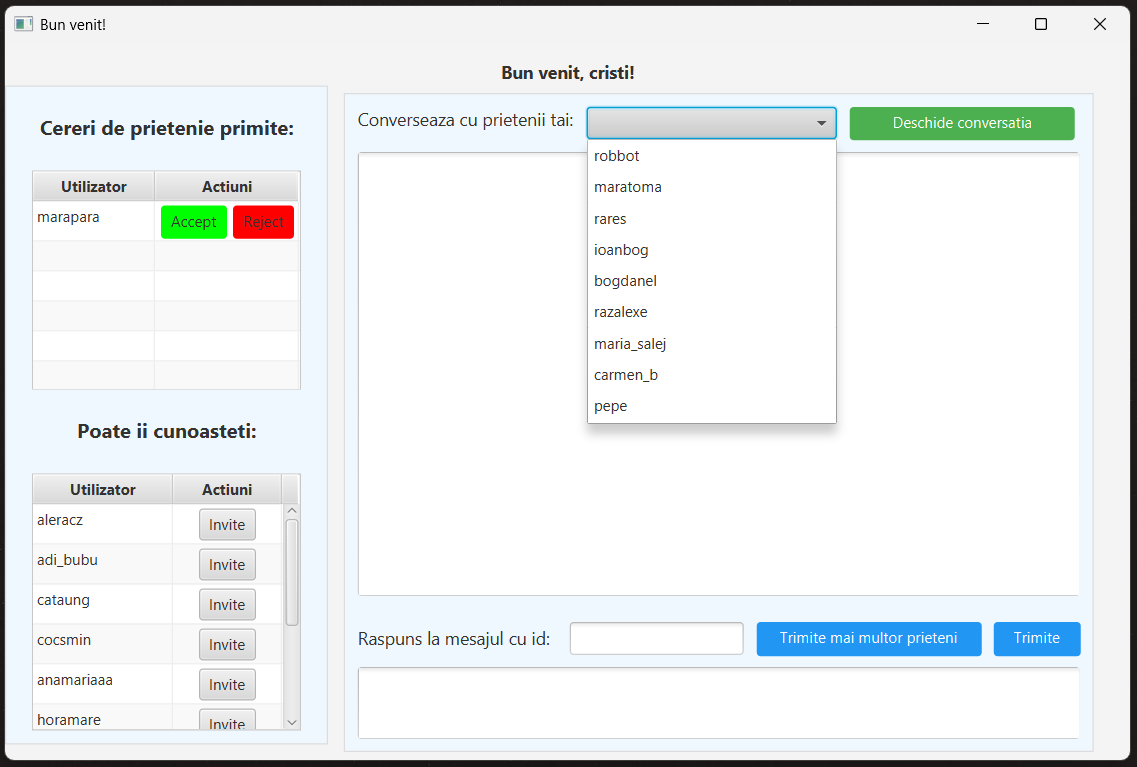 Bun venit!
Bun venit, cristi!
Cereri de prietenie primite:
Utilizator Actiuni
marapara Accept Reject
Poate ii cunoasteti:
Utilizator Actiuni
aleracz Invite
adi_bubu Invite
cataung Invite
cocsmin Invite
anamariaaa Invite
horamare Invite
Converseaza cu prietenii tai: Deschide conversatia
robbot
maratoma
rares
ioanbog
bogdanel
razalexe
maria_salej
carmen_b
pepe
Raspuns la mesajul cu id: Trimite mai multor prieteni Trimite